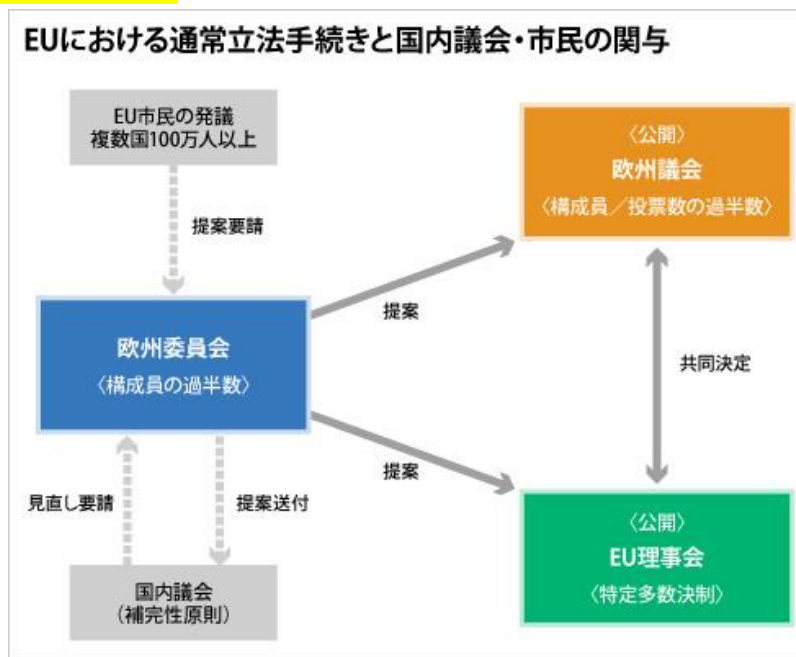 EUにおける通常立法手続きと国内議会・市民の関与
EU市民の発議
複数国100万人以上
提案要請
〈公開〉
欧州議会
〈構成員／投票数の過半数〉
欧州委員会
〈構成員の過半数〉
提案
共同決定
提案
見直し要請
提案送付
〈公開〉
EU理事会
〈特定多数決制〉
国内議会
（補完性原則）